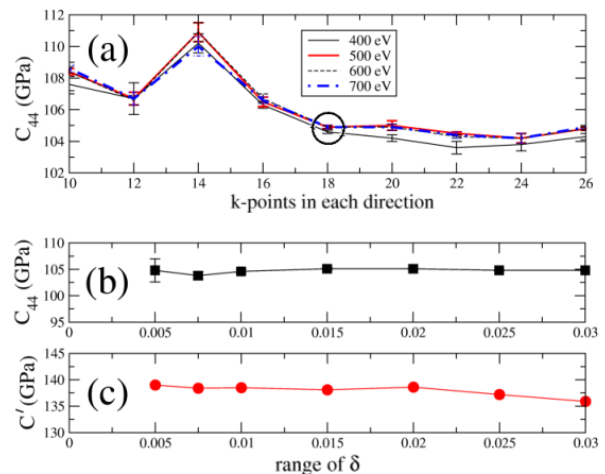 112
110
108
106
104
102
C44 (GPa)
(a)
400 eV
500 eV
600 eV
700 eV
10 12 14 16 18 20 22 24 26
k-points in each direction
110
105
100
95
C44 (GPa)
(b)
0.005 0.01 0.015 0.02 0.025 0.03
145
140
135
130
C' (GPa)
(c)
0.005 0.01 0.015 0.02 0.025 0.03
range of δ